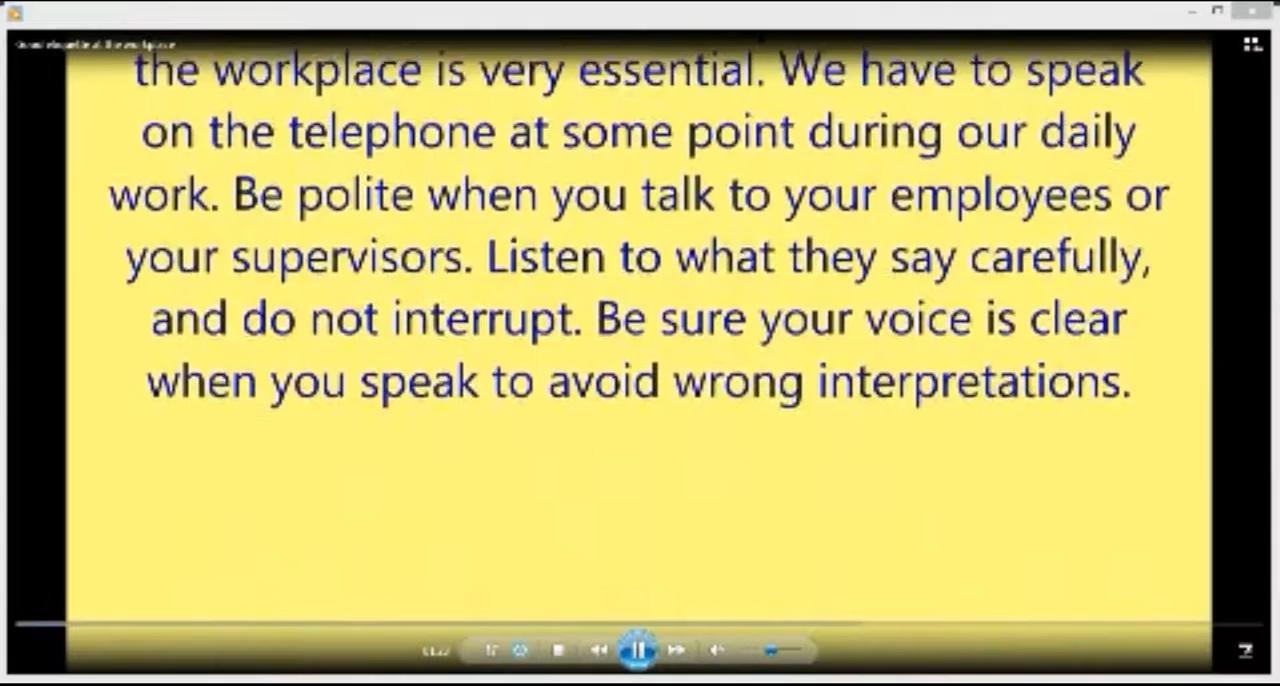 the workplace is very essential. We have to speak
on the telephone at some point during our daily
work. Be polite when you talk to your employees or
your supervisors. Listen to what they say carefully,
and do not interrupt. Be sure your voice is clear
when you speak to avoid wrong interpretations.